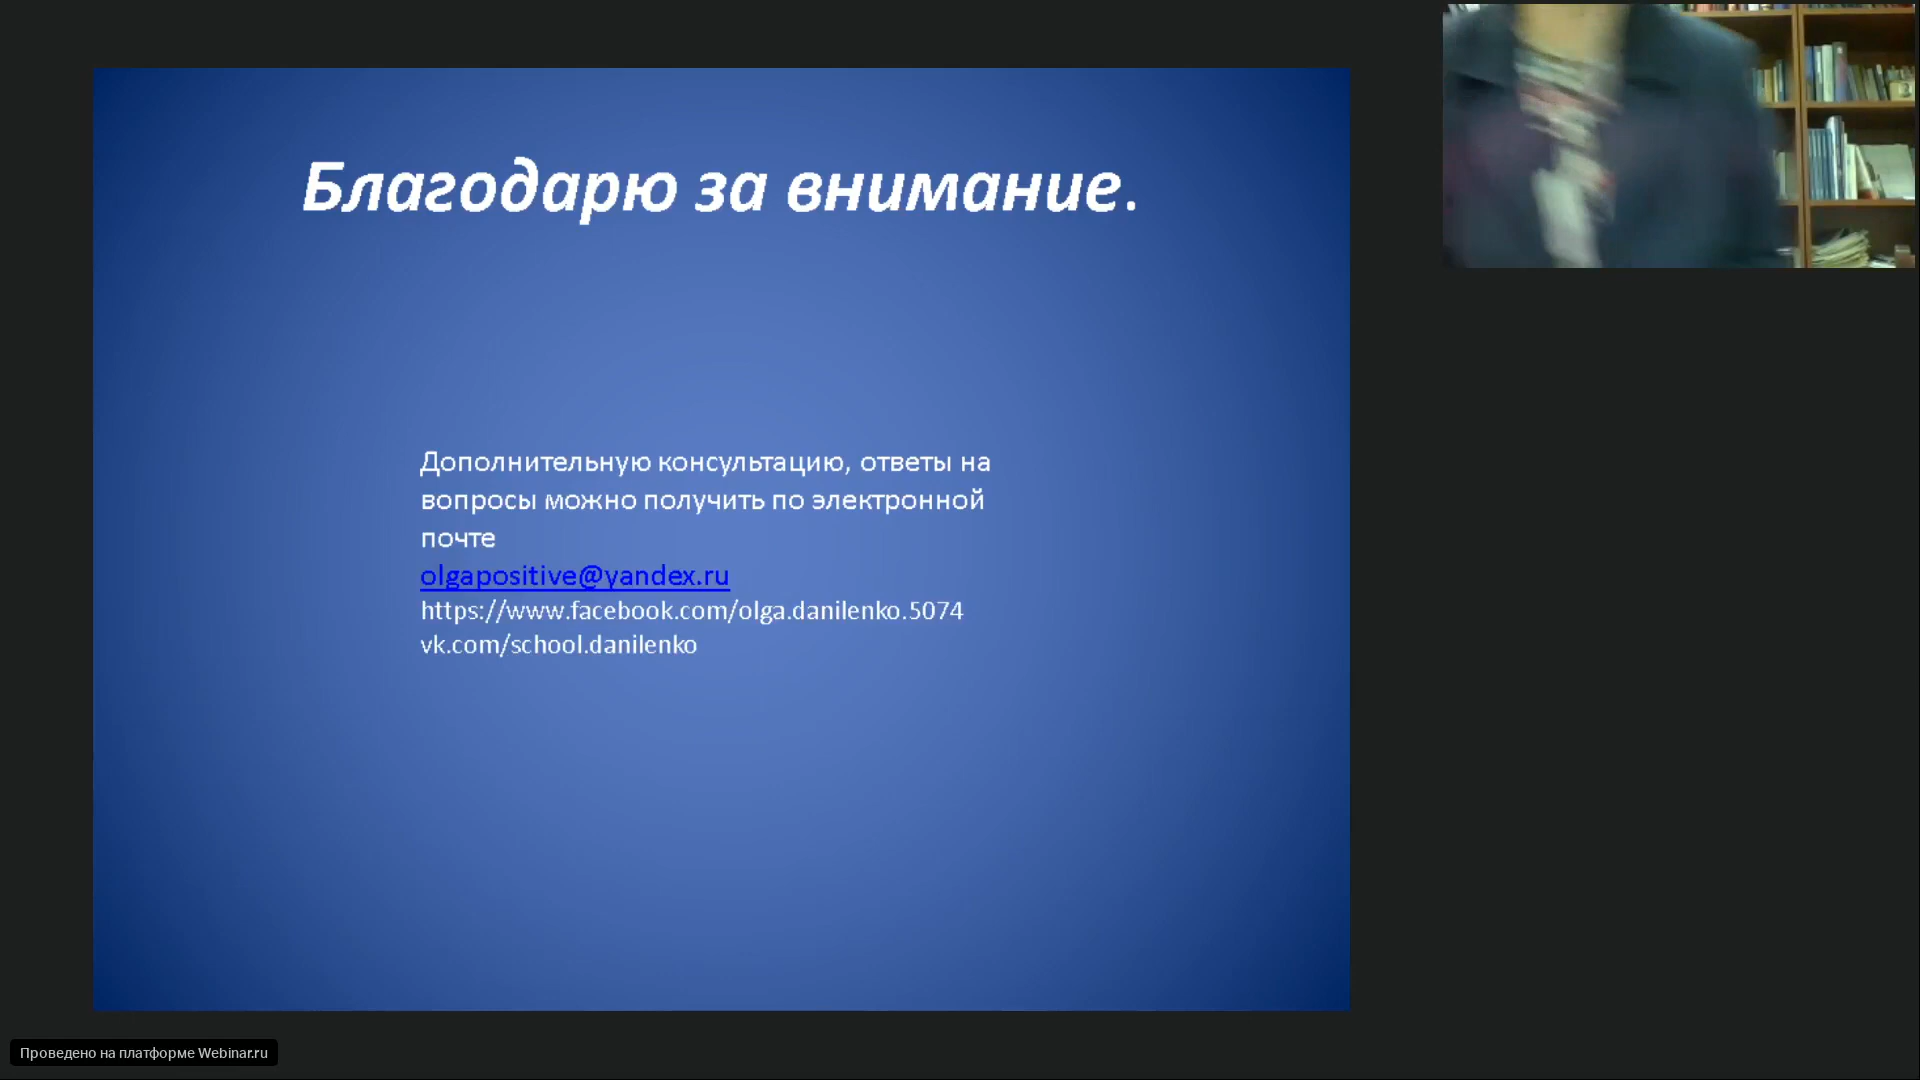 Благодарю за внимание.
Дополнительную консультацию, ответы на
вопросы можно получить по электронной
почте
olgapositive@yandex.ru
https://www.facebook.com/olga.danilenko.5074
vk.com/school.danilenko
Проведено на платформе Webinar.ru